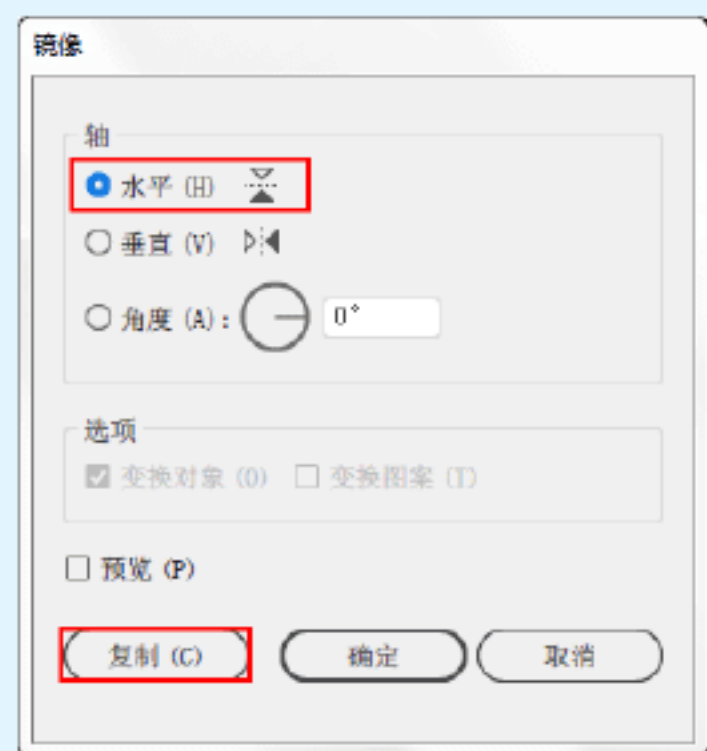 镜像
轴
水平 (H)
垂直 (V)
角度 (A): 0°
选项
变换对象 (O) 变换图案 (T)
预览 (P)
复制 (C) 确定 取消